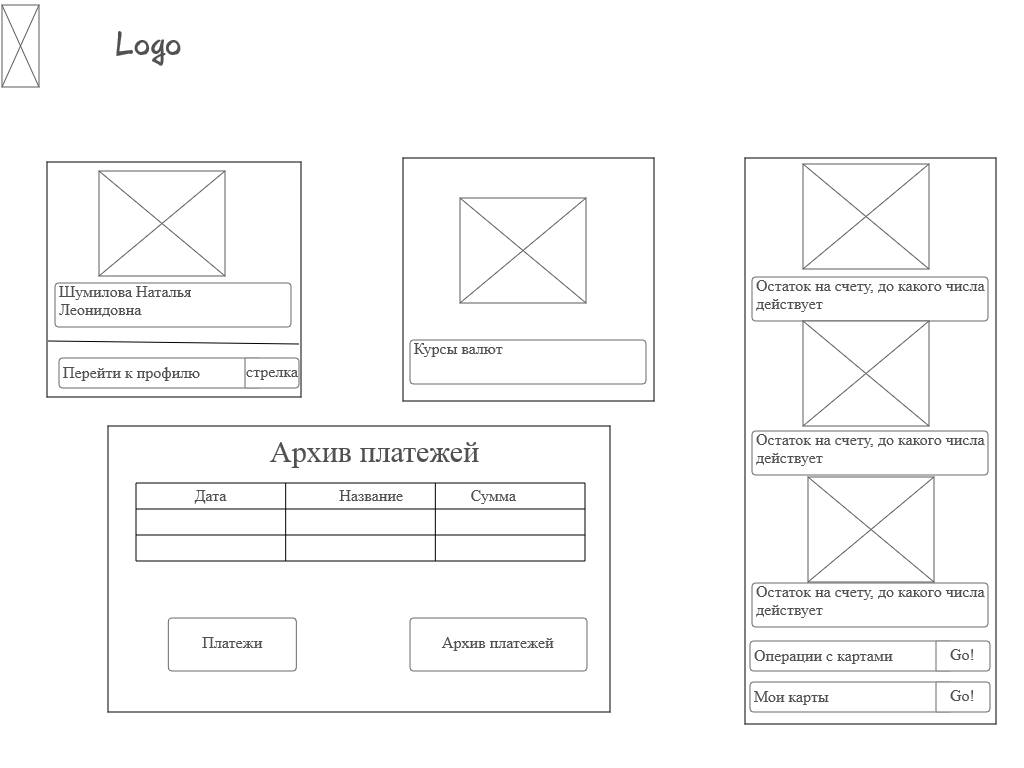 Logo
Шумилова Наталья
Леонидовна
Перейти к профилю
стрелка
Курсы валют
Остаток на счету, до какого числа
действует
Остаток на счету, до какого числа
действует
Остаток на счету, до какого числа
действует
Операции с картами
Go!
Мои карты
Go!
Архив платежей
Дата
Название
Сумма
Платежи
Архив платежей